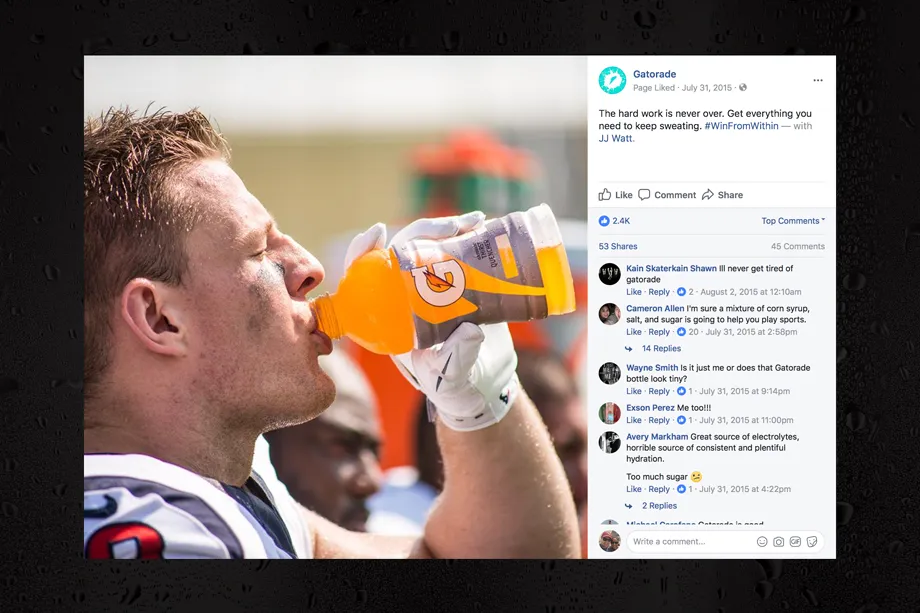 Gatorade
Page Liked · July 31, 2015 ·
The hard work is never over. Get everything you
need to keep sweating. #WinFromWithin — with
JJ Watt.
Like Comment Share
2.4K Top Comments
53 Shares 45 Comments
Kain Skaterkain Shawn Ill never get tired of
gatorade
Like · Reply · 2 · August 2, 2015 at 12:10am
Cameron Allen I'm sure a mixture of corn syrup,
salt, and sugar is going to help you play sports.
Like · Reply · 20 · July 31, 2015 at 2:58pm
14 Replies
Wayne Smith Is it just me or does that Gatorade
bottle look tiny?
Like · Reply · 1 · July 31, 2015 at 9:14pm
Exson Perez Me too!!!
Like · Reply · 1 · July 31, 2015 at 11:00pm
Avery Markham Great source of electrolytes,
horrible source of consistent and plentiful
hydration.
Too much sugar
Like · Reply · 1 · July 31, 2015 at 4:22pm
2 Replies
Write a comment...
GIF
G
THIRST
QUENCHER